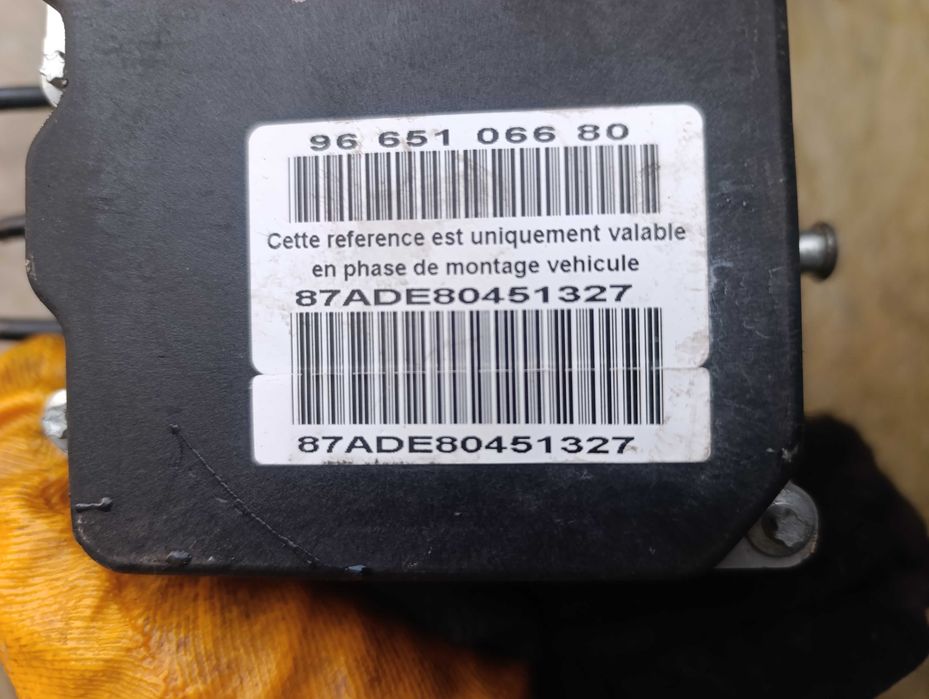 96 651 066 80
Cette reference est uniquement valable
en phase de montage vehicule
87ADE80451327
87ADE80451327